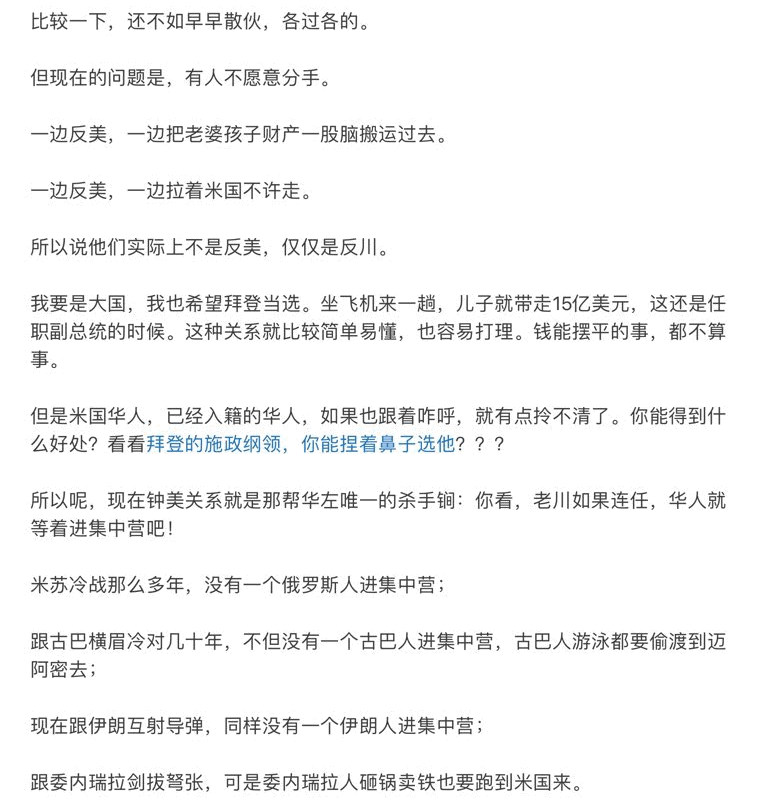 比较一下，还不如早早散伙，各过各的。
但现在的问题是，有人不愿意分手。
一边反美，一边把老婆孩子财产一股脑搬运过去。
一边反美，一边拉着米国不许走。
所以说他们实际上不是反美，仅仅是反川。
我要是大国，我也希望拜登当选。坐飞机来一趟，儿子就带走15亿美元，这还是任
职副总统的时候。这种关系就比较简单易懂，也容易打理。钱能摆平的事，都不算
事。
但是米国华人，已经入籍的华人，如果也跟着咋呼，就有点拎不清了。你能得到什
么好处？看看拜登的施政纲领，你能捏着鼻子选他？？？
所以呢，现在钟美关系就是那帮华左唯一的杀手锏：你看，老川如果连任，华人就
等着进集中营吧！
米苏冷战那么多年，没有一个俄罗斯人进集中营；
跟古巴横眉冷对几十年，不但没有一个古巴人进集中营，古巴人游泳都要偷渡到迈
阿密去；
现在跟伊朗互射导弹，同样没有一个伊朗人进集中营；
跟委内瑞拉剑拔弩张，可是委内瑞拉人砸锅卖铁也要跑到米国来。